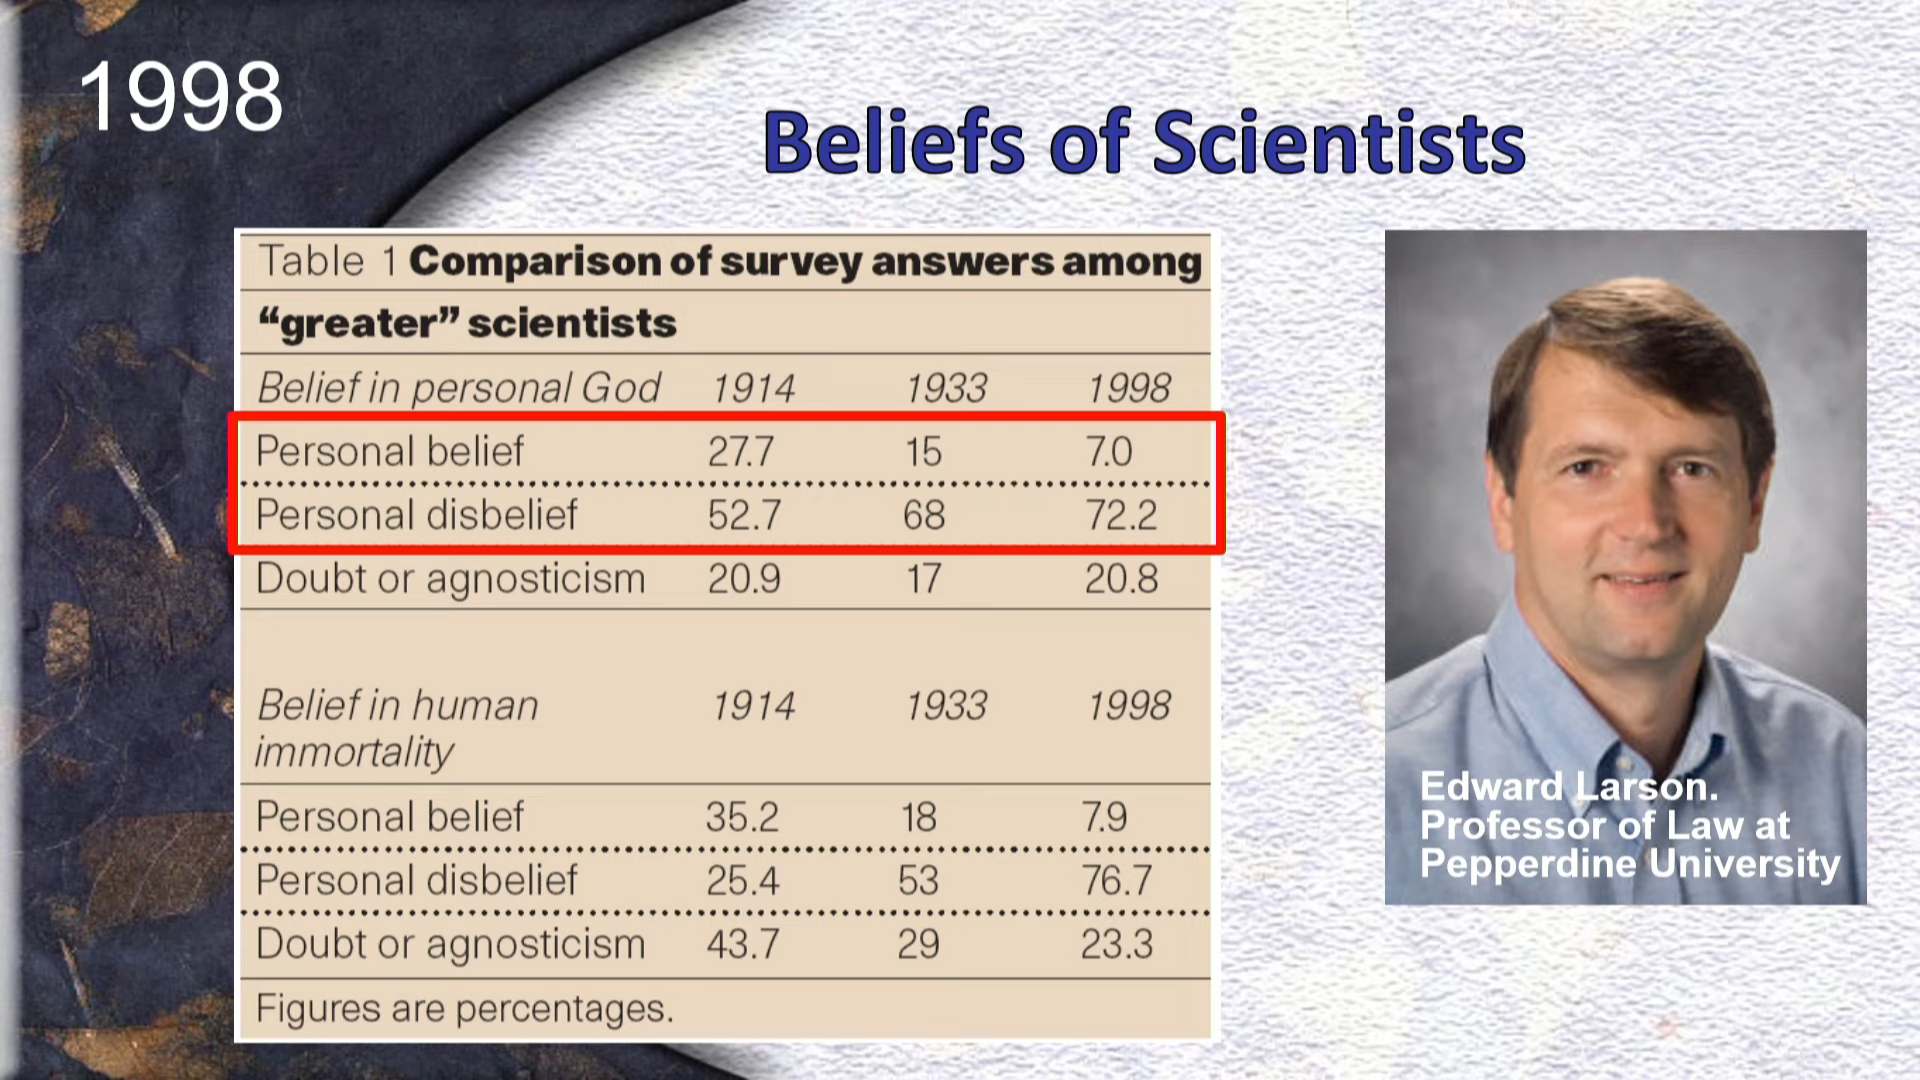 1998
Beliefs of Scientists
Table 1 Comparison of survey answers among
“greater” scientists
Belief in personal God 1914 1933 1998
Personal belief 27.7 15 7.0
Personal disbelief 52.7 68 72.2
Doubt or agnosticism 20.9 17 20.8
Belief in human 1914 1933 1998
immortality
Personal belief 35.2 18 7.9
Personal disbelief 25.4 53 76.7
Doubt or agnosticism 43.7 29 23.3
Figures are percentages.
Edward Larson.
Professor of Law at
Pepperdine University